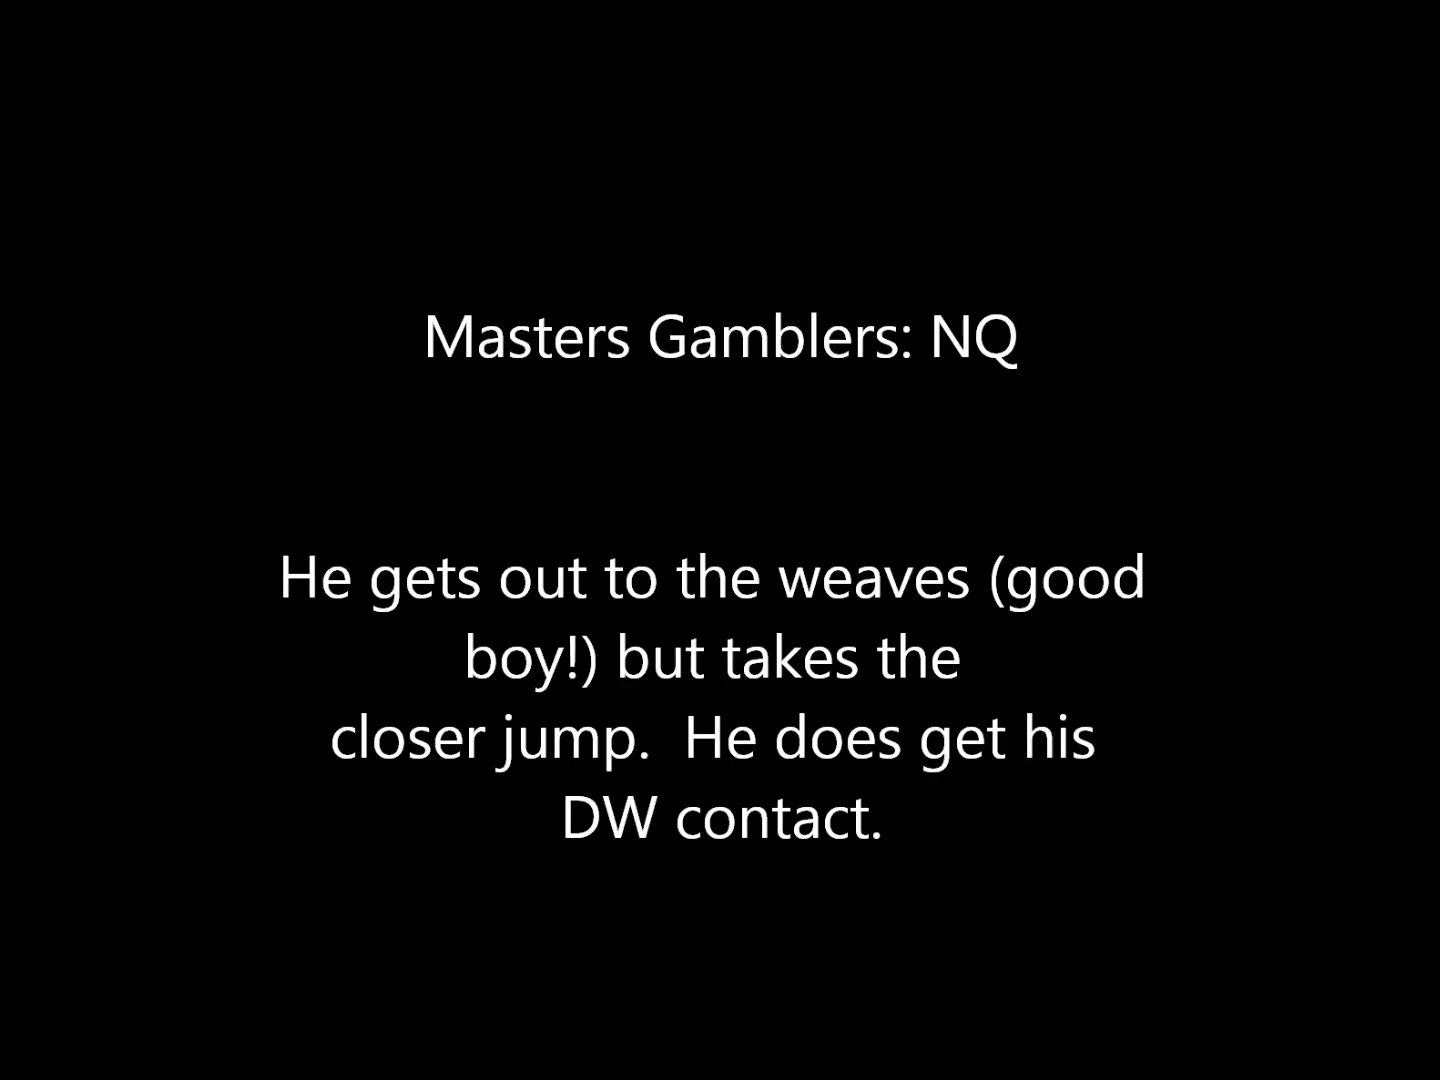 Masters Gamblers: NQ
He gets out to the weaves (good
boy!) but takes the
closer jump.  He does get his
DW contact.